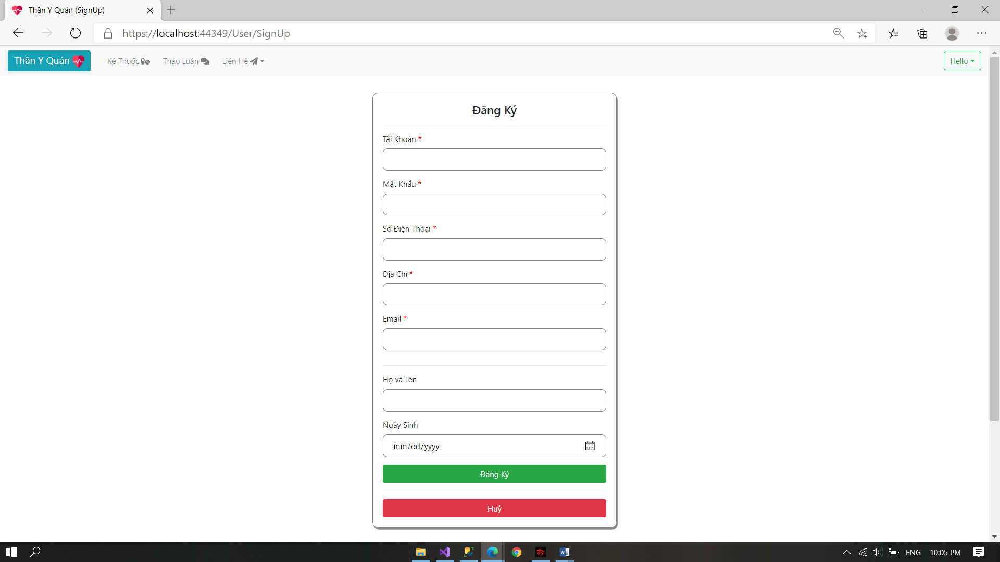 Thần Y Quán (SignUp)
https://localhost:44349/User/SignUp
Thần Y Quán
Kệ Thuốc
Thảo Luận
Liên Hệ
Hello
Đăng Ký
Tài Khoản *
Mật Khẩu *
Số Điện Thoại *
Địa Chỉ *
Email *
Họ và Tên
Ngày Sinh
mm/dd/yyyy
Đăng Ký
Huỷ
ENG
10:05 PM